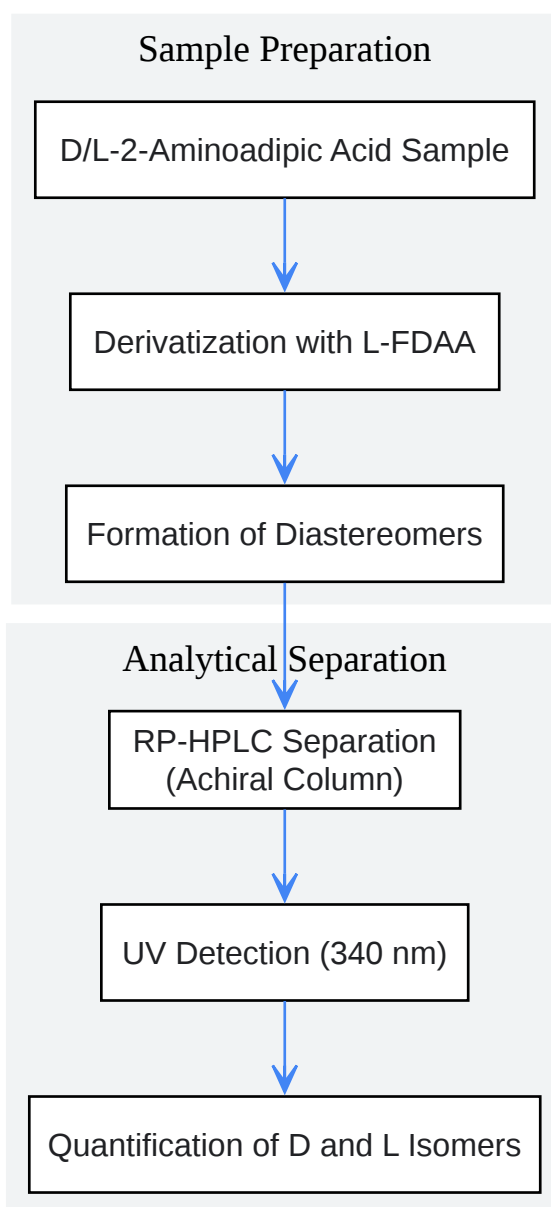 Sample Preparation
D/L-2-Aminoadipic Acid Sample
Derivatization with L-FDAA
Formation of Diastereomers
Analytical Separation
RP-HPLC Separation
(Achiral Column)
UV Detection (340 nm)
Quantification of D and L Isomers